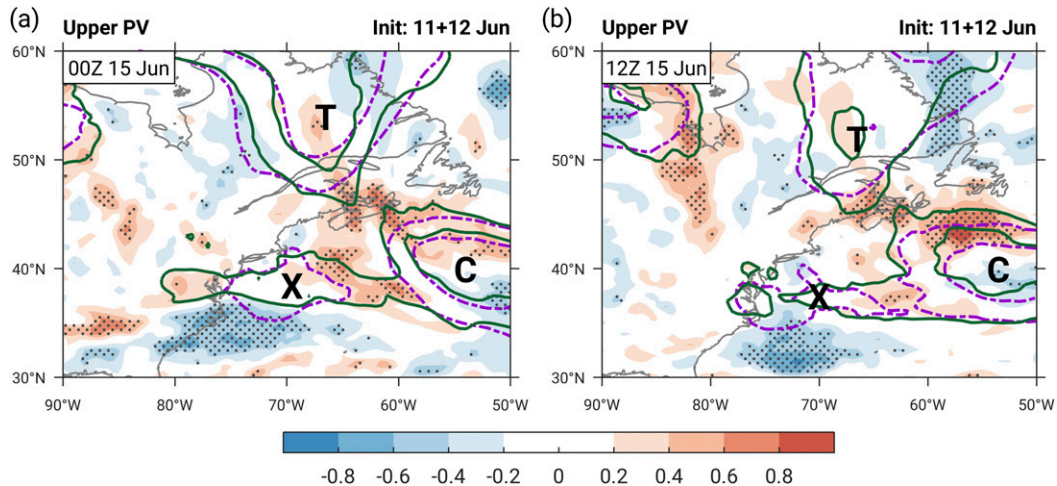 (a) Upper PV Init: 11+12 Jun
60°N
00Z 15 Jun
T
50°N
40°N
X
C
30°N
90°W 80°W 70°W 60°W 50°W
(b) Upper PV Init: 11+12 Jun
60°N
12Z 15 Jun
T
50°N
40°N
X
C
30°N
90°W 80°W 70°W 60°W 50°W
-0.8 -0.6 -0.4 -0.2 0 0.2 0.4 0.6 0.8